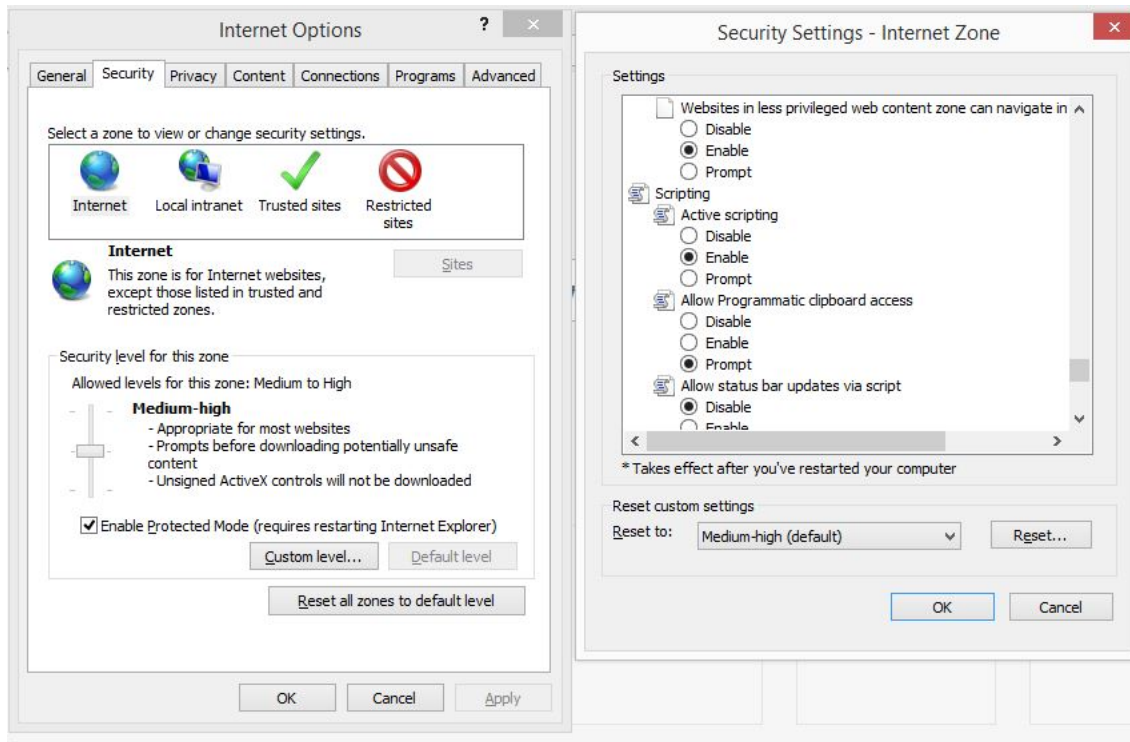 Internet Options
?
General Security Privacy Content Connections Programs Advanced
Select a zone to view or change security settings.
Internet Local intranet Trusted sites Restricted
sites
Internet
This zone is for Internet websites,
except those listed in trusted and
restricted zones.
Sites
Security level for this zone
Allowed levels for this zone: Medium to High
Medium-high
- Appropriate for most websites
- Prompts before downloading potentially unsafe
content
- Unsigned ActiveX controls will not be downloaded
Enable Protected Mode (requires restarting Internet Explorer)
Custom level... Default level
Reset all zones to default level
OK Cancel Apply
Security Settings - Internet Zone
Settings
Websites in less privileged web content zone can navigate in
Disable
Enable
Prompt
Scripting
Active scripting
Disable
Enable
Prompt
Allow Programmatic clipboard access
Disable
Enable
Prompt
Allow status bar updates via script
Disable
Enable
* Takes effect after you've restarted your computer
Reset custom settings
Reset to: Medium-high (default) Reset...
OK Cancel